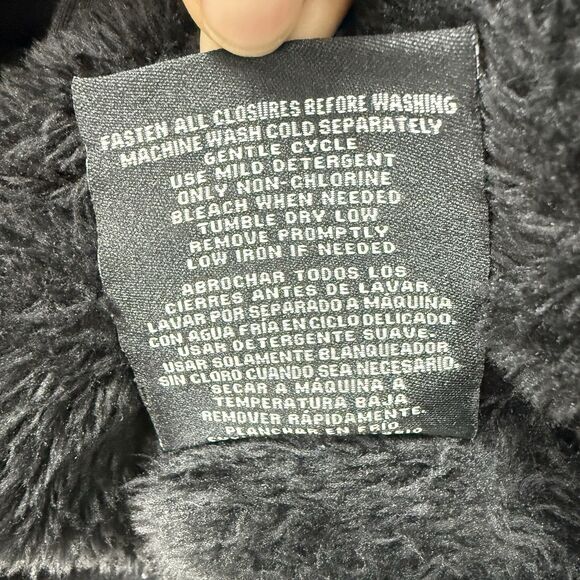 FASTEN ALL CLOSURES BEFORE WASHING
MACHINE WASH COLD SEPARATELY
GENTLE CYCLE
USE MILD DETERGENT
ONLY NON-CHLORINE
BLEACH WHEN NEEDED
TUMBLE DRY LOW
REMOVE PROMPTLY
LOW IRON IF NEEDED
ABROCHAR TODOS LOS
CIERRES ANTES DE LAVAR.
LAVAR POR SEPARADO A MÁQUINA
CON AGUA FRÍA EN CICLO DELICADO.
USAR DETERGENTE SUAVE.
USAR SOLAMENTE BLANQUEADOR
SIN CLORO CUANDO SEA NECESARIO.
SECAR A MÁQUINA A
TEMPERATURA BAJA
REMOVER RÁPIDAMENTE.
PLANCHAR EN FRÍO